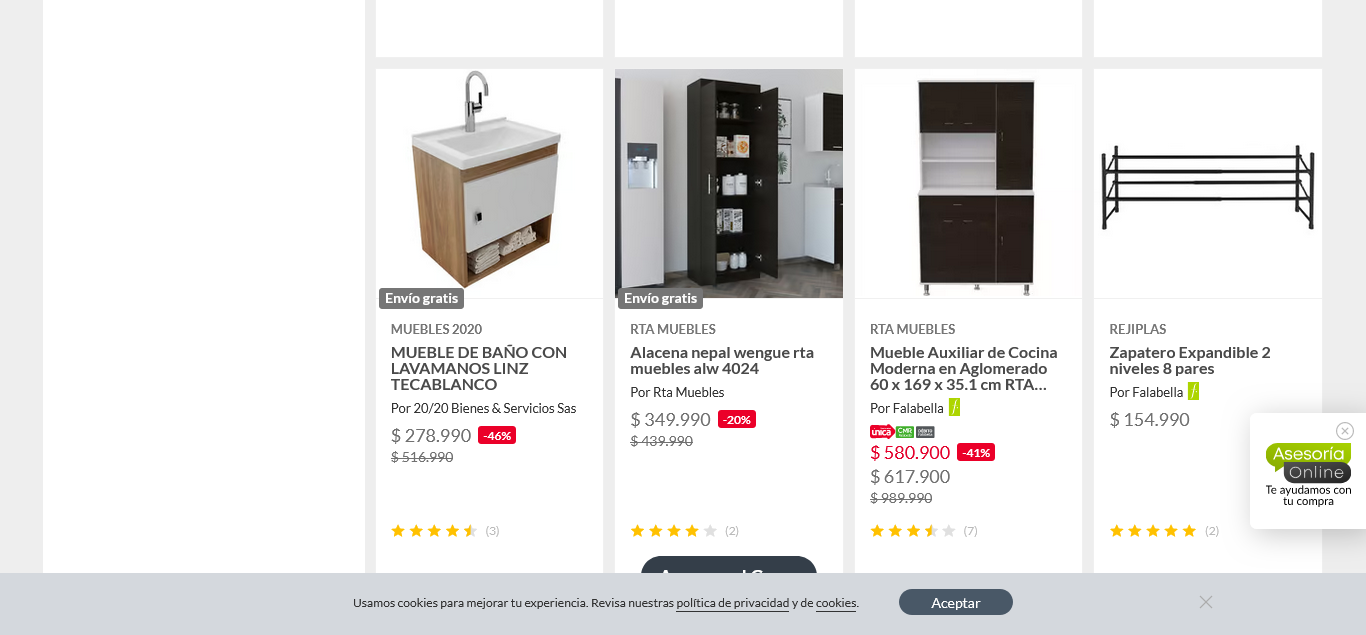 Envío gratis
MUEBLES 2020
MUEBLE DE BAÑO CON
LAVAMANOS LINZ
TECABLANCO
Por 20/20 Bienes & Servicios Sas
$ 278.990 -46%
$ 516.990
(3)
Envío gratis
RTA MUEBLES
Alacena nepal wengue rta
muebles alw 4024
Por Rta Muebles
$ 349.990 -20%
$ 439.990
(2)
RTA MUEBLES
Mueble Auxiliar de Cocina
Moderna en Aglomerado
60 x 169 x 35.1 cm RTA...
Por Falabella
única CMR
$ 580.900 -41%
$ 617.900
$ 989.990
(7)
REJIPLAS
Zapatero Expandible 2
niveles 8 pares
Por Falabella
$ 154.990
(2)
Asesoría
Online
Te ayudamos con
tu compra
Usamos cookies para mejorar tu experiencia. Revisa nuestras política de privacidad y de cookies.
Aceptar